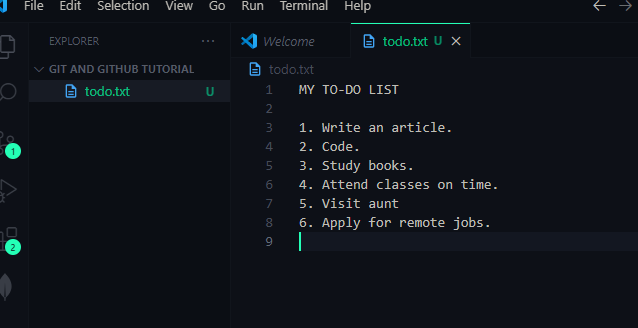 File Edit Selection View Go Run Terminal Help
EXPLORER
Welcome
todo.txt U
GIT AND GITHUB TUTORIAL
todo.txt U
todo.txt
1 MY TO-DO LIST
2
3 1. Write an article.
4 2. Code.
5 3. Study books.
6 4. Attend classes on time.
7 5. Visit aunt
8 6. Apply for remote jobs.
9
1
2